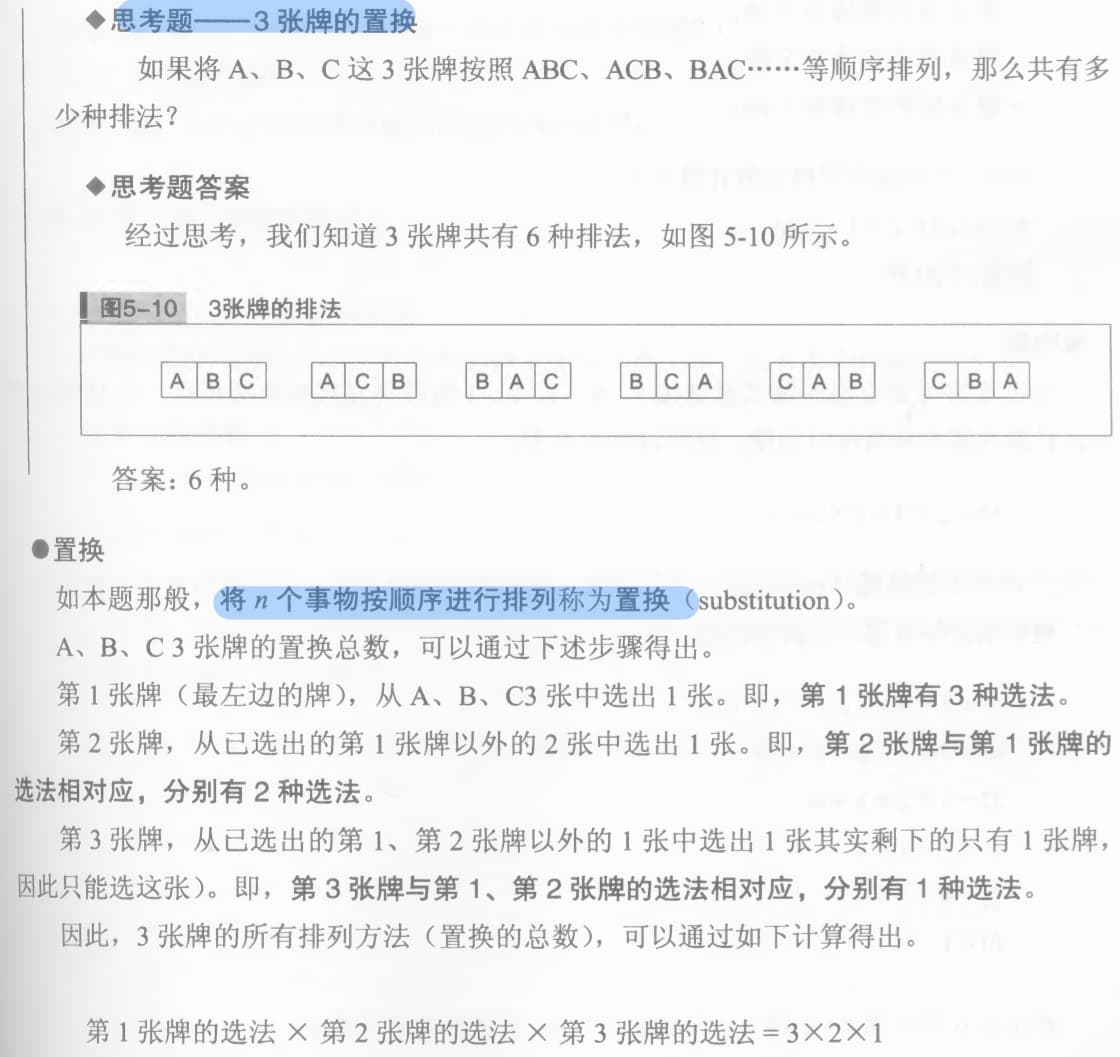 ◆思考题——3 张牌的置换
如果将 A、B、C 这 3 张牌按照 ABC、ACB、BAC……等顺序排列，那么共有多
少种排法？
◆思考题答案
经过思考，我们知道 3 张牌共有 6 种排法，如图 5-10 所示。
图5-10 3张牌的排法
A B C A C B B A C B C A C A B C B A
答案：6 种。
●置换
如本题那般，将 n 个事物按顺序进行排列称为置换（substitution）。
A、B、C 3 张牌的置换总数，可以通过下述步骤得出。
第 1 张牌（最左边的牌），从 A、B、C3 张中选出 1 张。即，第 1 张牌有 3 种选法。
第 2 张牌，从已选出的第 1 张牌以外的 2 张中选出 1 张。即，第 2 张牌与第 1 张牌的
选法相对应，分别有 2 种选法。
第 3 张牌，从已选出的第 1、第 2 张牌以外的 1 张中选出 1 张其实剩下的只有 1 张牌，
因此只能选这张）。即，第 3 张牌与第 1、第 2 张牌的选法相对应，分别有 1 种选法。
因此，3 张牌的所有排列方法（置换的总数），可以通过如下计算得出。
第 1 张牌的选法 × 第 2 张牌的选法 × 第 3 张牌的选法 = 3×2×1